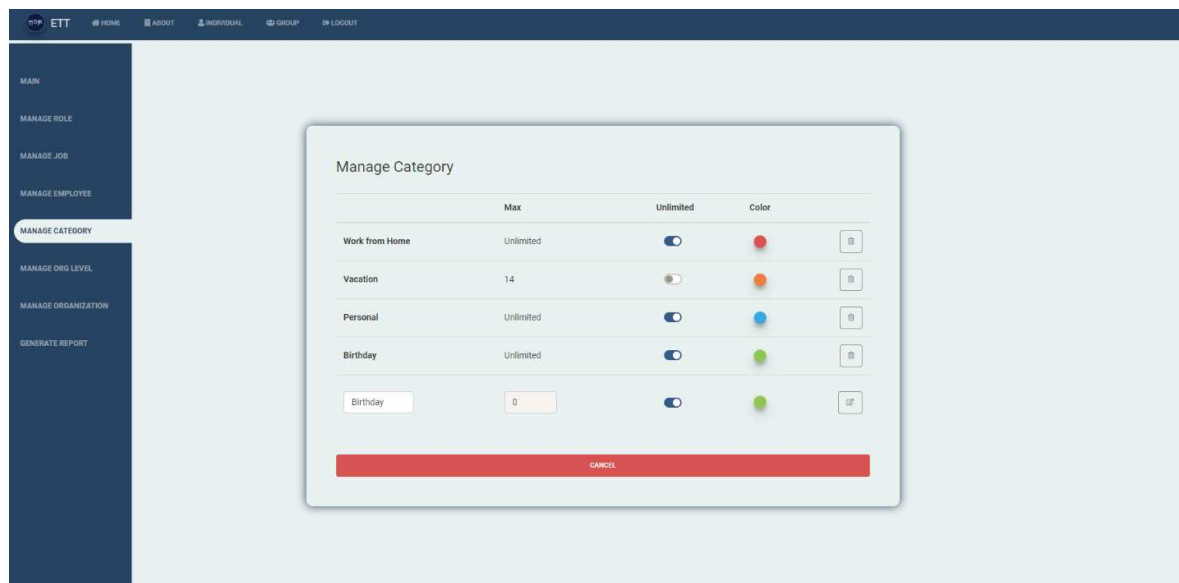 ETT HOME ABOUT INDIVIDUAL GROUP LOGOUT
MAIN
MANAGE ROLE
MANAGE JOB
MANAGE EMPLOYEE
MANAGE CATEGORY
MANAGE ORG LEVEL
MANAGE ORGANIZATION
GENERATE REPORT
Manage Category
Max Unlimited Color
Work from Home Unlimited
Vacation 14
Personal Unlimited
Birthday Unlimited
Birthday 0
CANCEL